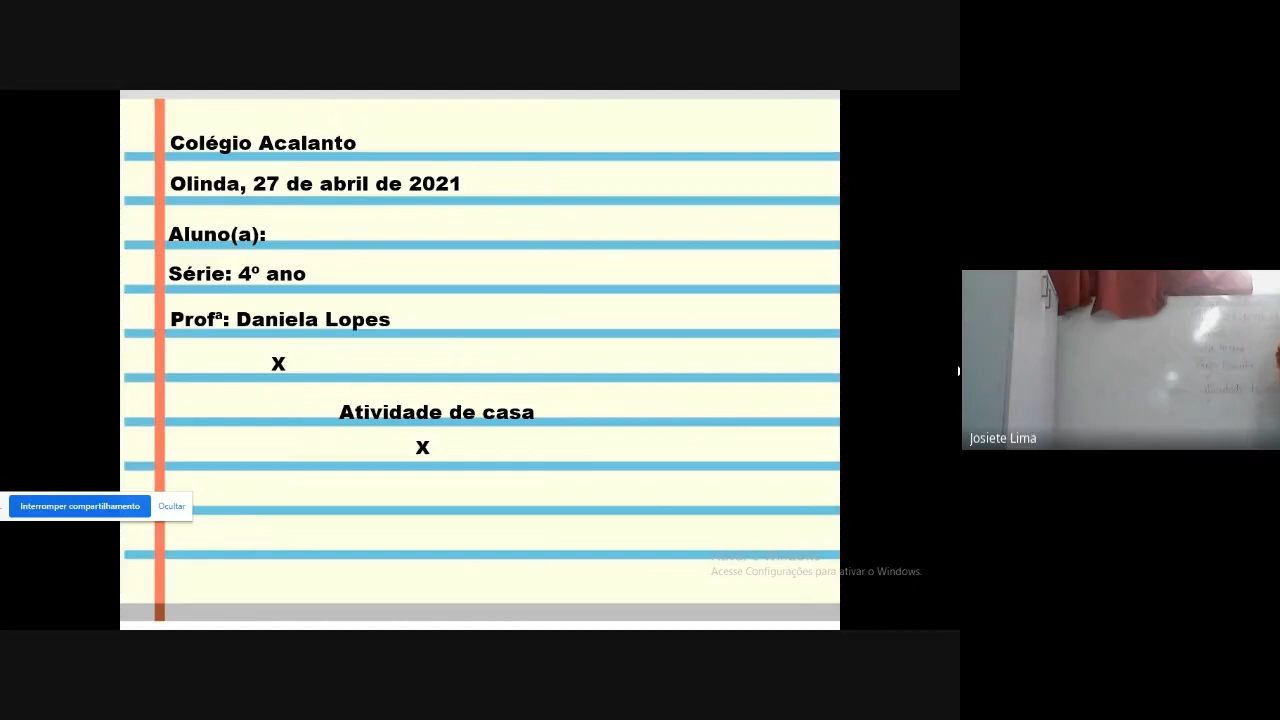 Colégio Acalanto
Olinda, 27 de abril de 2021
Aluno(a):
Série: 4º ano
Profª: Daniela Lopes
X
Atividade de casa
X
Interromper compartilhamento Ocultar
Acesse Configurações para ativar o Windows.
Josiete Lima